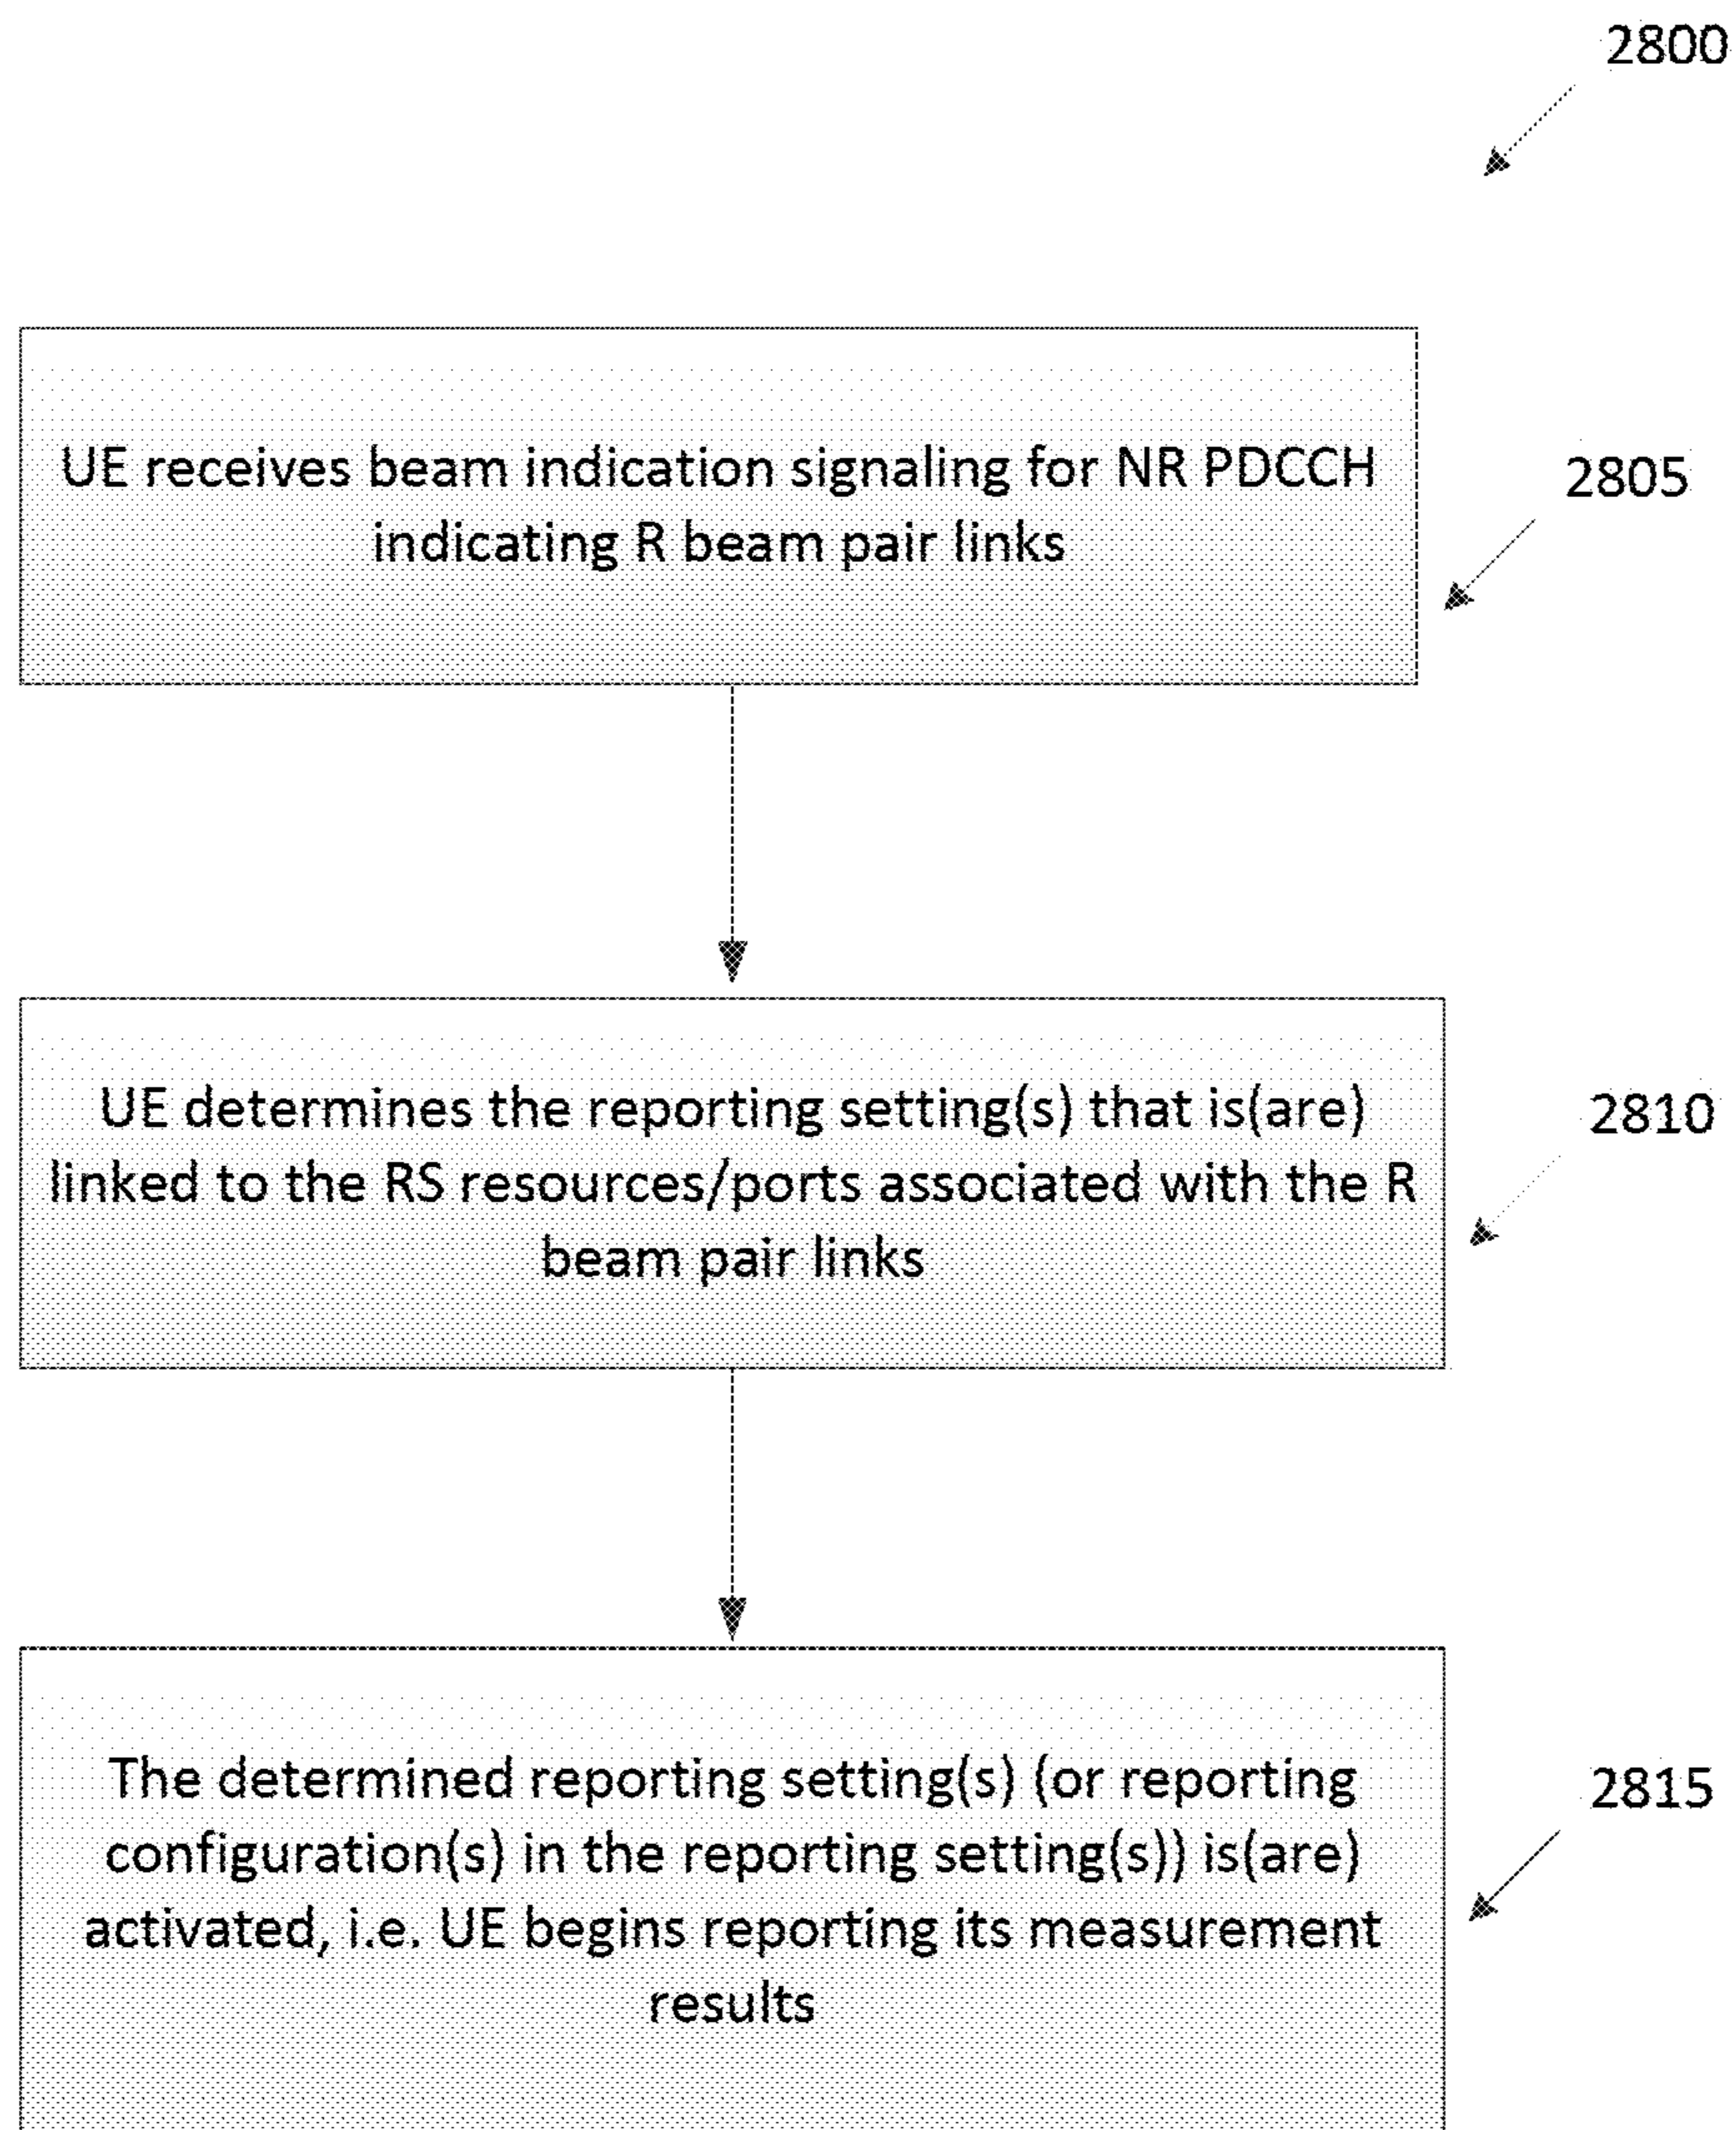 2800
UE receives beam indication signaling for NR PDCCH
indicating R beam pair links
2805
UE determines the reporting setting(s) that is(are)
linked to the RS resources/ports associated with the R
beam pair links
2810
The determined reporting setting(s) (or reporting
configuration(s) in the reporting setting(s)) is(are)
activated, i.e. UE begins reporting its measurement
results
2815